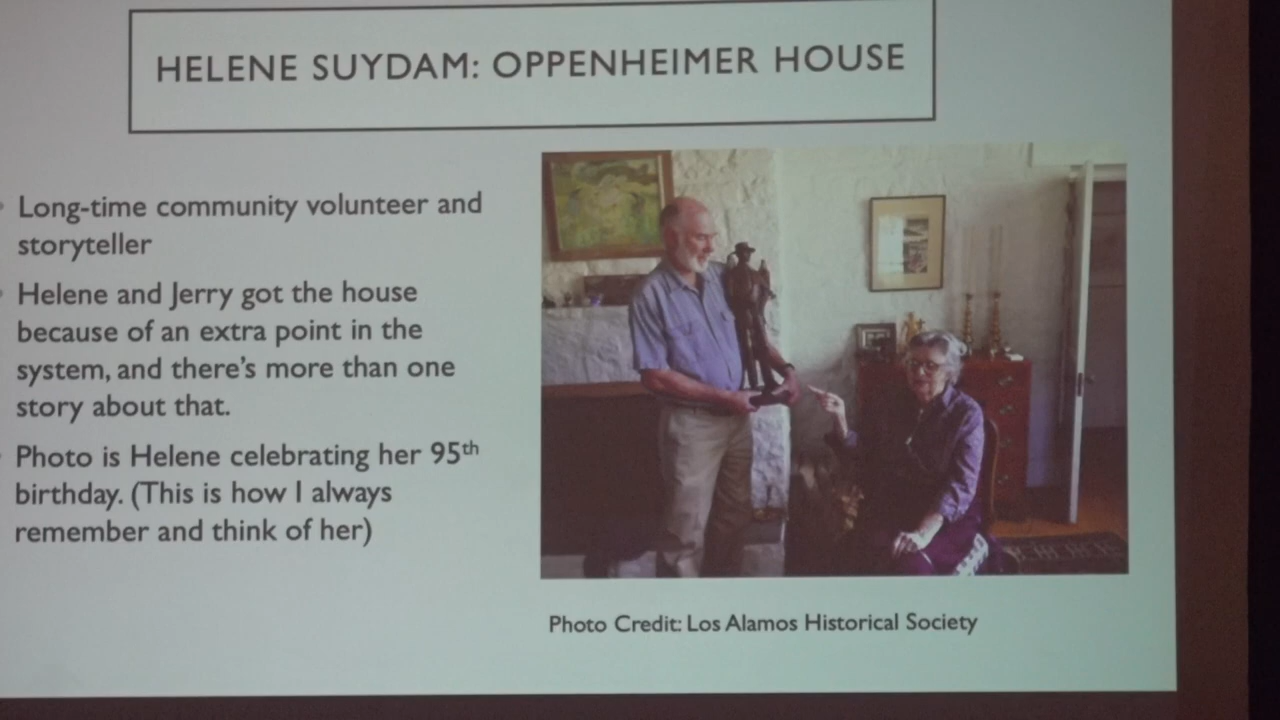 HELENE SUYDAM: OPPENHEIMER HOUSE
Long-time community volunteer and
storyteller
Helene and Jerry got the house
because of an extra point in the
system, and there's more than one
story about that.
Photo is Helene celebrating her 95th
birthday. (This is how I always
remember and think of her)
Photo Credit: Los Alamos Historical Society